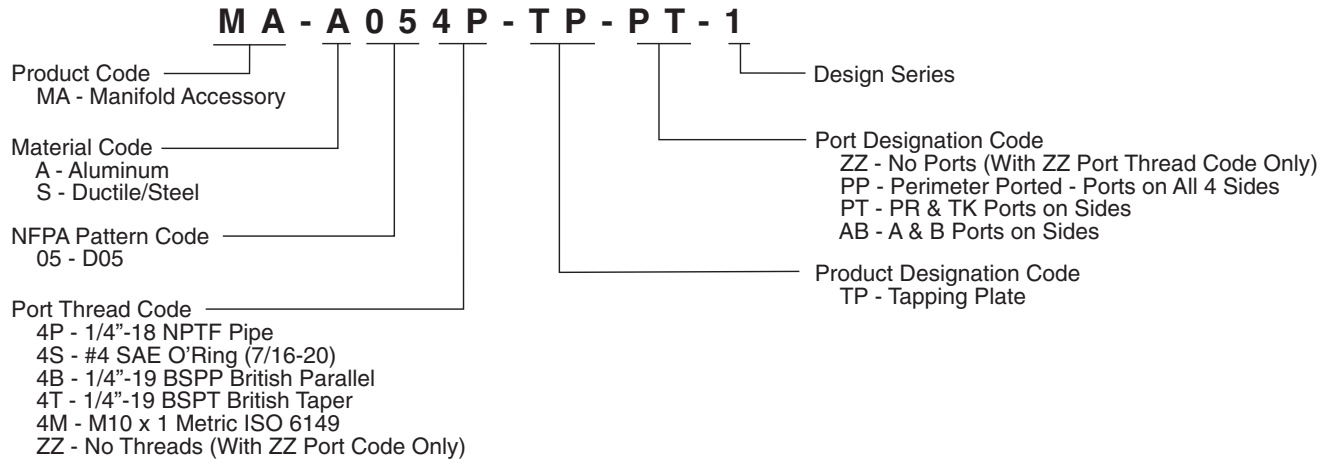 MA-A054P-TP-PT-1
Product Code
MA - Manifold Accessory
Material Code
A - Aluminum
S - Ductile/Steel
NFPA Pattern Code
05 - D05
Port Thread Code
4P - 1/4”-18 NPTF Pipe
4S - #4 SAE O’Ring (7/16-20)
4B - 1/4”-19 BSPP British Parallel
4T - 1/4”-19 BSPT British Taper
4M - M10 x 1 Metric ISO 6149
ZZ - No Threads (With ZZ Port Code Only)
Design Series
Port Designation Code
ZZ - No Ports (With ZZ Port Thread Code Only)
PP - Perimeter Ported - Ports on All 4 Sides
PT - PR & TK Ports on Sides
AB - A & B Ports on Sides
Product Designation Code
TP - Tapping Plate